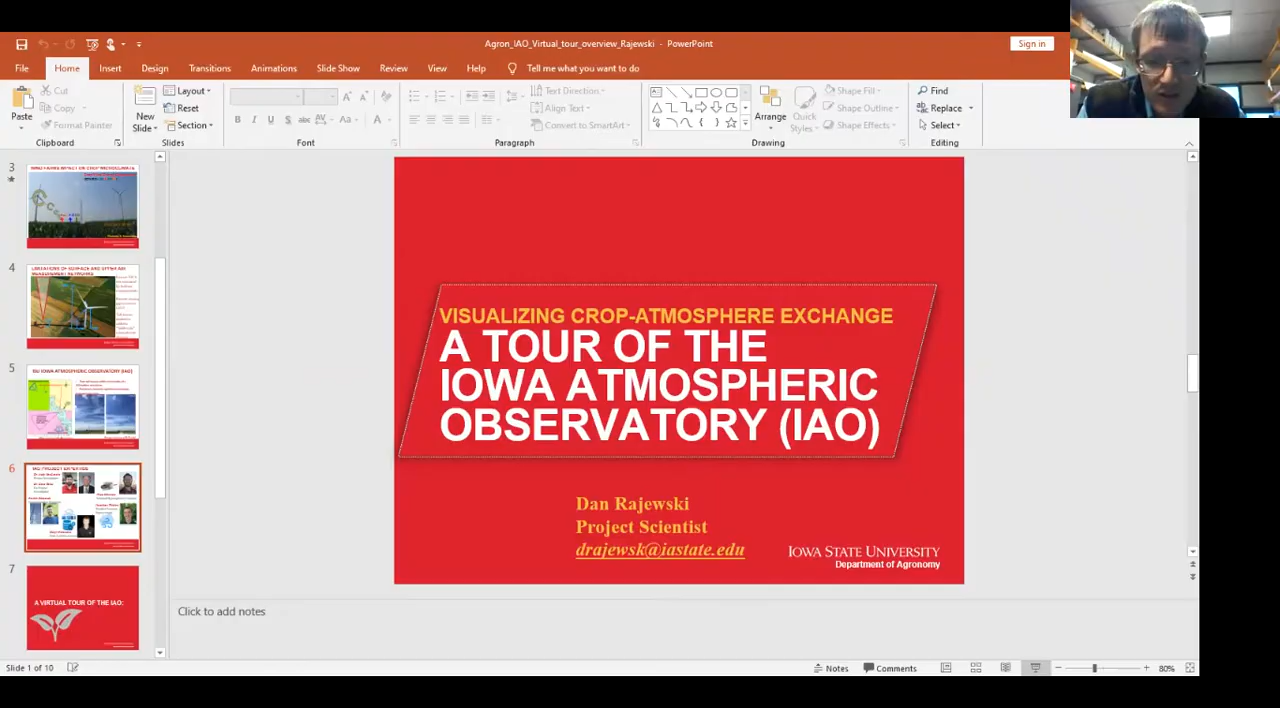 Agron_IAO_Virtual_tour_overview_Rajewski - PowerPoint
Sign in
File Home Insert Design Transitions Animations Slide Show Review View Help Tell me what you want to do
Paste
Cut
Copy
Format Painter
Clipboard
New Slide
Layout
Reset
Section
Slides
Font
Text Direction
Align Text
Convert to SmartArt
Paragraph
Arrange
Quick Styles
Shape Fill
Shape Outline
Shape Effects
Drawing
Find
Replace
Select
Editing
3
4
5
6
7
A VIRTUAL TOUR OF THE IAO:
VISUALIZING CROP-ATMOSPHERE EXCHANGE
A TOUR OF THE
IOWA ATMOSPHERIC
OBSERVATORY (IAO)
Dan Rajewski
Project Scientist
drajewsk@iastate.edu
IOWA STATE UNIVERSITY
Department of Agronomy
Click to add notes
Slide 1 of 10
Notes
Comments
80%